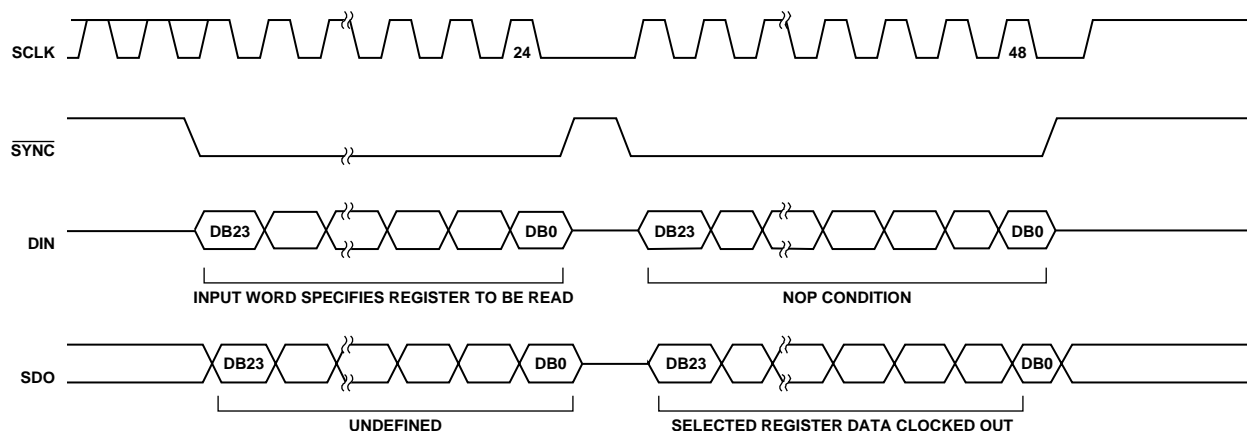 SCLK
24
48
SYNC
DIN
DB23
DB0
DB23
DB0
INPUT WORD SPECIFIES REGISTER TO BE READ
NOP CONDITION
SDO
DB23
DB0
DB23
DB0
UNDEFINED
SELECTED REGISTER DATA CLOCKED OUT